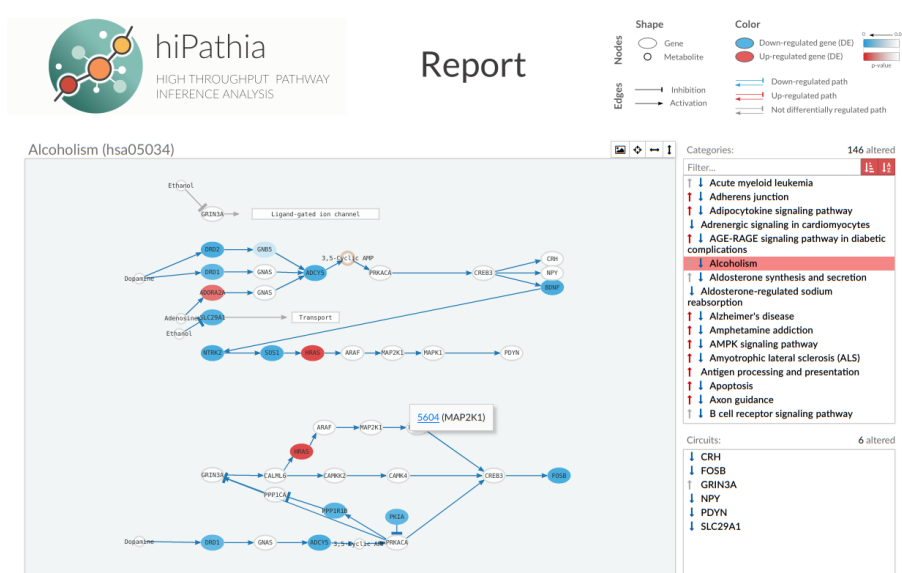 hiPathia
HIGH THROUGHPUT PATHWAY
INFERENCE ANALYSIS
Report
Nodes
Edges
Shape
Gene
Metabolite
Inhibition
Activation
Color
Down-regulated gene (DE)
Up-regulated gene (DE)
p-value
Down-regulated path
Up-regulated path
Not differentially regulated path
Alcoholism (hsa05034)
Ethanol
GRIN3A
Ligand-gated ion channel
DRD2
GNB5
3,5-Cyclic AMP
CRH
Dopamine
DRD1
GNAS
ADCY5
PRKACA
CREB3
NPY
ADORA2A
GNAS
BDNF
Adenosine
SLC29A1
Transport
Ethanol
NTRK2
SOS1
HRAS
ARAF
MAP2K1
MAPK1
PDYN
5604 (MAP2K1)
ARAF
MAP2K1
HRAS
GRIN3A
CALML6
CAMKK2
CAMK4
CREB3
FOSB
PPP1CA
PPP1R1B
PKIA
Dopamine
DRD1
GNAS
ADCY5
PRKACA
Categories:
146 altered
Filter...
Acute myeloid leukemia
Adherens junction
Adipocytokine signaling pathway
Adrenergic signaling in cardiomyocytes
AGE-RAGE signaling pathway in diabetic
complications
Alcoholism
Aldosterone synthesis and secretion
Aldosterone-regulated sodium
reabsorption
Alzheimer's disease
Amphetamine addiction
AMPK signaling pathway
Amyotrophic lateral sclerosis (ALS)
Antigen processing and presentation
Apoptosis
Axon guidance
B cell receptor signaling pathway
Circuits:
6 altered
CRH
FOSB
GRIN3A
NPY
PDYN
SLC29A1